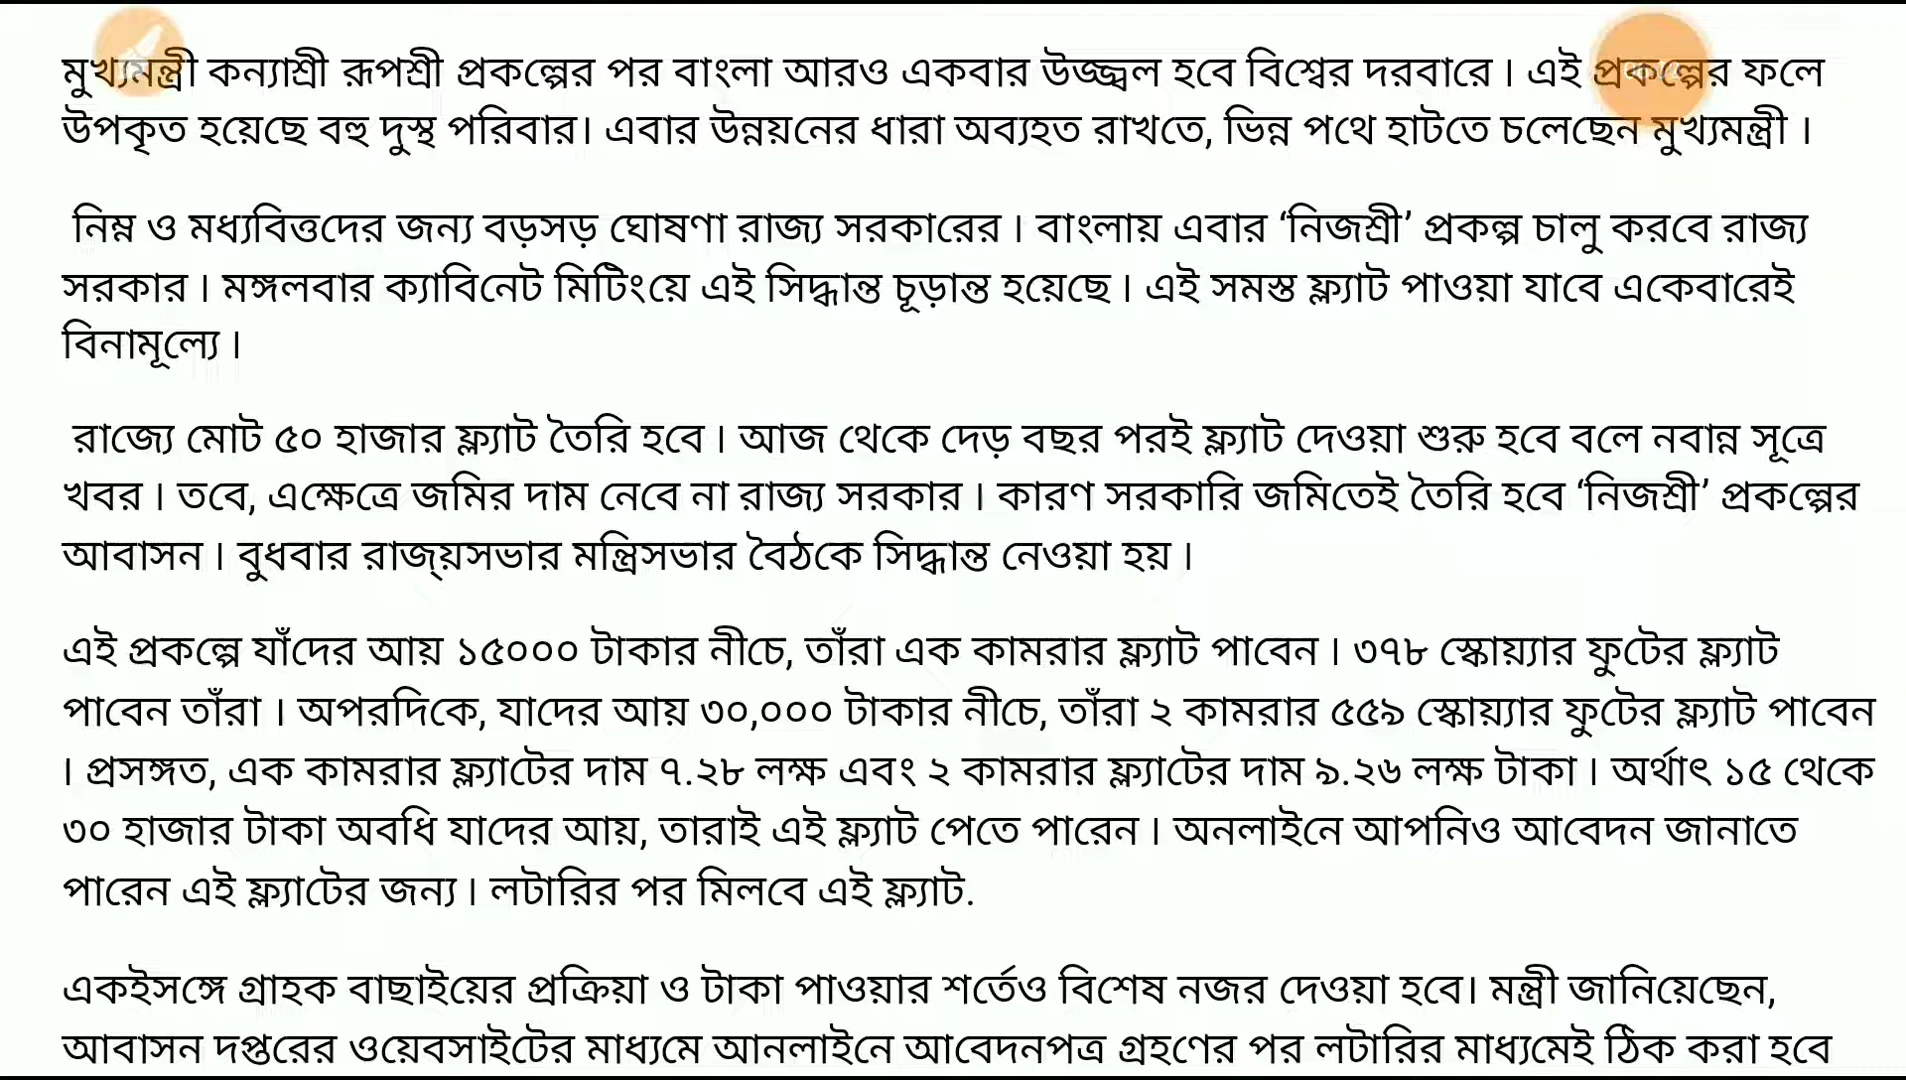 মুখ্যমন্ত্রী কন্যাশ্রী রূপশ্রী প্রকল্পের পর বাংলা আরও একবার উজ্জ্বল হবে বিশ্বের দরবারে । এই প্রকল্পের ফলে
উপকৃত হয়েছে বহু দুস্থ পরিবার। এবার উন্নয়নের ধারা অব্যহত রাখতে, ভিন্ন পথে হাটতে চলেছেন মুখ্যমন্ত্রী ।
নিম্ন ও মধ্যবিত্তদের জন্য বড়সড় ঘোষণা রাজ্য সরকারের । বাংলায় এবার ‘নিজশ্রী’ প্রকল্প চালু করবে রাজ্য
সরকার । মঙ্গলবার ক্যাবিনেট মিটিংয়ে এই সিদ্ধান্ত চূড়ান্ত হয়েছে । এই সমস্ত ফ্ল্যাট পাওয়া যাবে একেবারেই
বিনামূল্যে ।
রাজ্যে মোট ৫০ হাজার ফ্ল্যাট তৈরি হবে । আজ থেকে দেড় বছর পরই ফ্ল্যাট দেওয়া শুরু হবে বলে নবান্ন সূত্রে
খবর । তবে, এক্ষেত্রে জমির দাম নেবে না রাজ্য সরকার । কারণ সরকারি জমিতেই তৈরি হবে ‘নিজশ্রী’ প্রকল্পের
আবাসন । বুধবার রাজ্য়সভার মন্ত্রিসভার বৈঠকে সিদ্ধান্ত নেওয়া হয় ।
এই প্রকল্পে যাঁদের আয় ১৫০০০ টাকার নীচে, তাঁরা এক কামরার ফ্ল্যাট পাবেন । ৩৭৮ স্কোয়্যার ফুটের ফ্ল্যাট
পাবেন তাঁরা । অপরদিকে, যাদের আয় ৩০,০০০ টাকার নীচে, তাঁরা ২ কামরার ৫৫৯ স্কোয়্যার ফুটের ফ্ল্যাট পাবেন
। প্রসঙ্গত, এক কামরার ফ্ল্যাটের দাম ৭.২৮ লক্ষ এবং ২ কামরার ফ্ল্যাটের দাম ৯.২৬ লক্ষ টাকা । অর্থাৎ ১৫ থেকে
৩০ হাজার টাকা অবধি যাদের আয়, তারাই এই ফ্ল্যাট পেতে পারেন । অনলাইনে আপনিও আবেদন জানাতে
পারেন এই ফ্ল্যাটের জন্য । লটারির পর মিলবে এই ফ্ল্যাট.
একইসঙ্গে গ্রাহক বাছাইয়ের প্রক্রিয়া ও টাকা পাওয়ার শর্তেও বিশেষ নজর দেওয়া হবে। মন্ত্রী জানিয়েছেন,
আবাসন দপ্তরের ওয়েবসাইটের মাধ্যমে আনলাইনে আবেদনপত্র গ্রহণের পর লটারির মাধ্যমেই ঠিক করা হবে